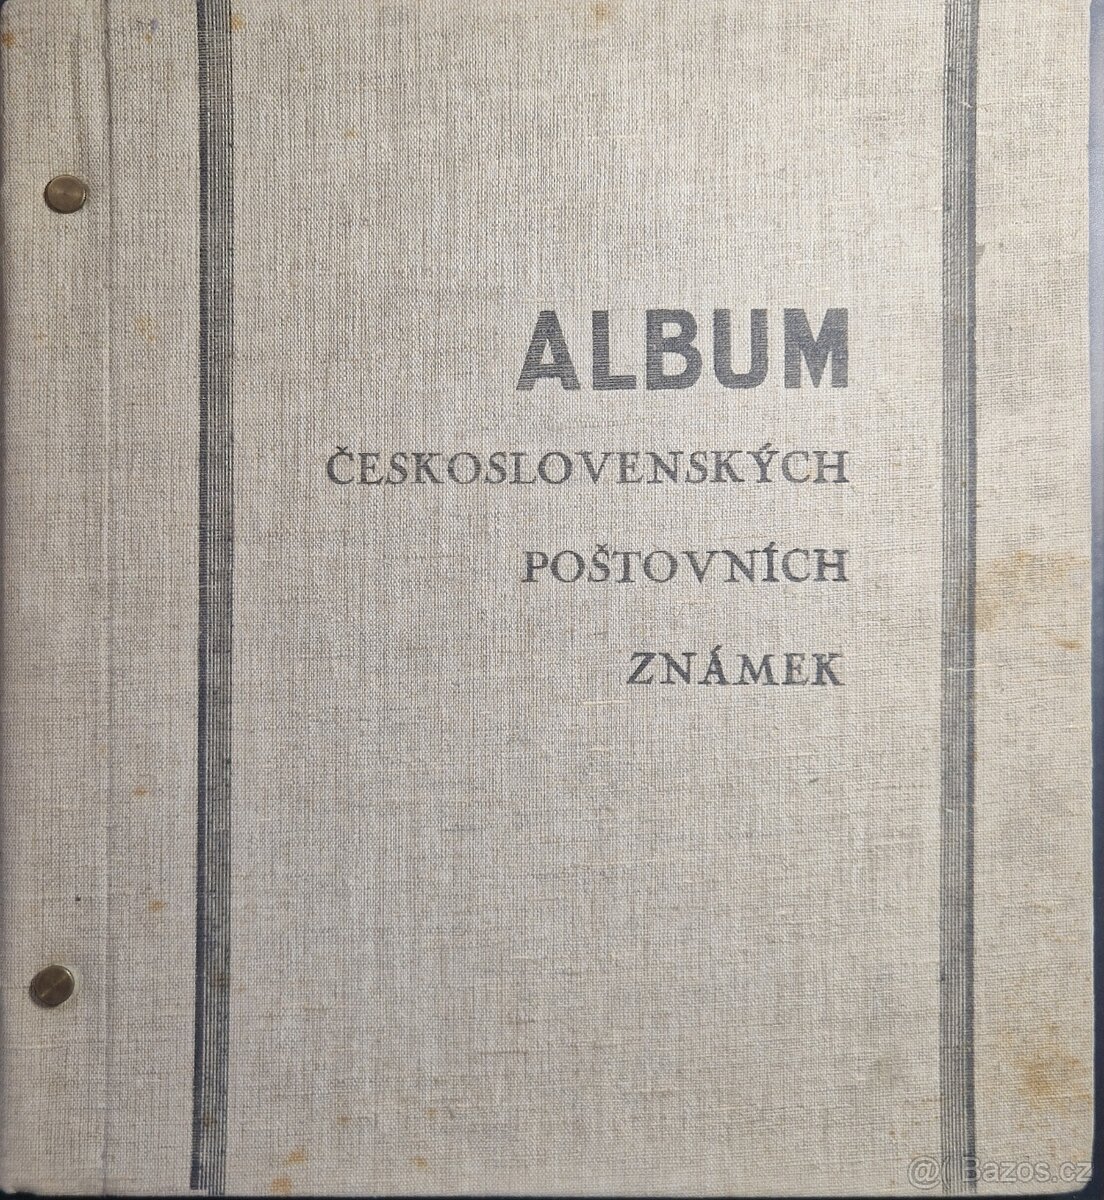 ALBUM
ČESKOSLOVENSKÝCH
POŠTOVNÍCH
ZNÁMEK
@( Bazos.cz